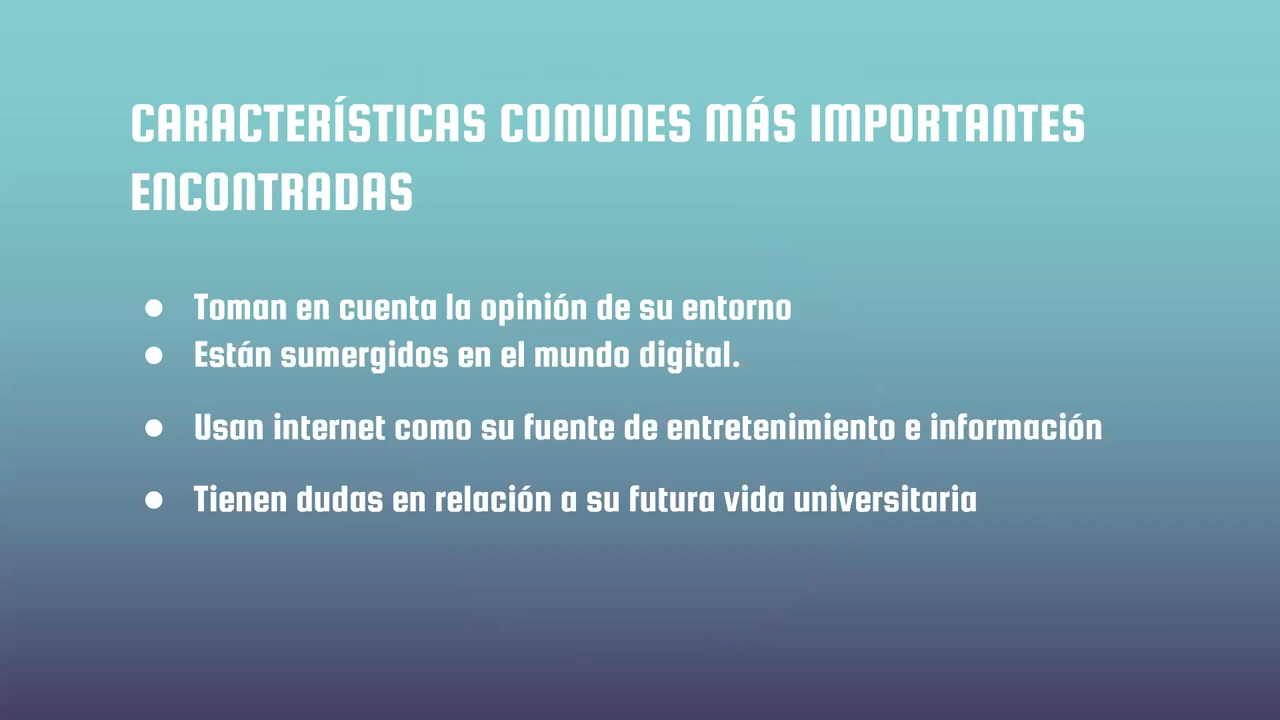 CARACTERÍSTICAS COMUNES MÁS IMPORTANTES
ENCONTRADAS
● Toman en cuenta la opinión de su entorno
● Están sumergidos en el mundo digital.
● Usan internet como su fuente de entretenimiento e información
● Tienen dudas en relación a su futura vida universitaria